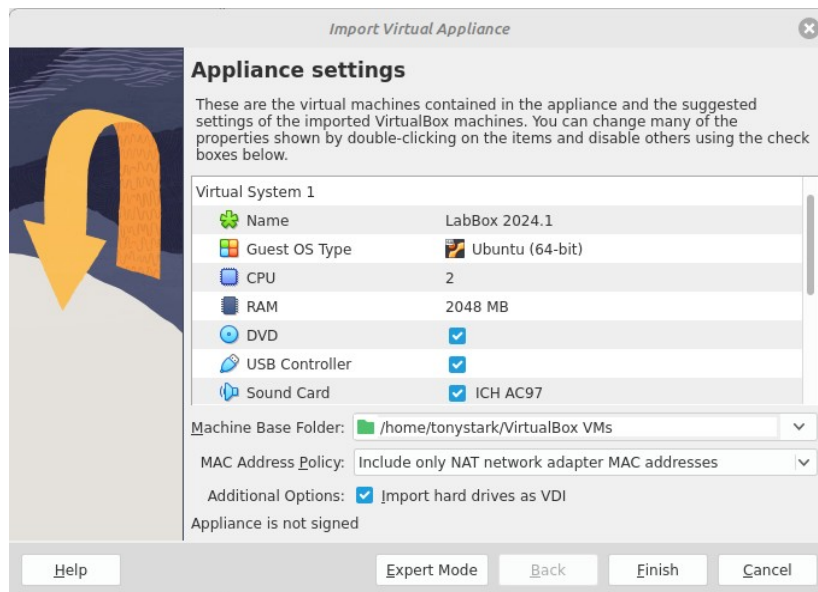 Import Virtual Appliance
Appliance settings
These are the virtual machines contained in the appliance and the suggested
settings of the imported VirtualBox machines. You can change many of the
properties shown by double-clicking on the items and disable others using the check
boxes below.
Virtual System 1
Name LabBox 2024.1
Guest OS Type Ubuntu (64-bit)
CPU 2
RAM 2048 MB
DVD
USB Controller
Sound Card ICH AC97
Machine Base Folder: /home/tonystark/VirtualBox VMs
MAC Address Policy: Include only NAT network adapter MAC addresses
Additional Options: Import hard drives as VDI
Appliance is not signed
Help Expert Mode Back Finish Cancel